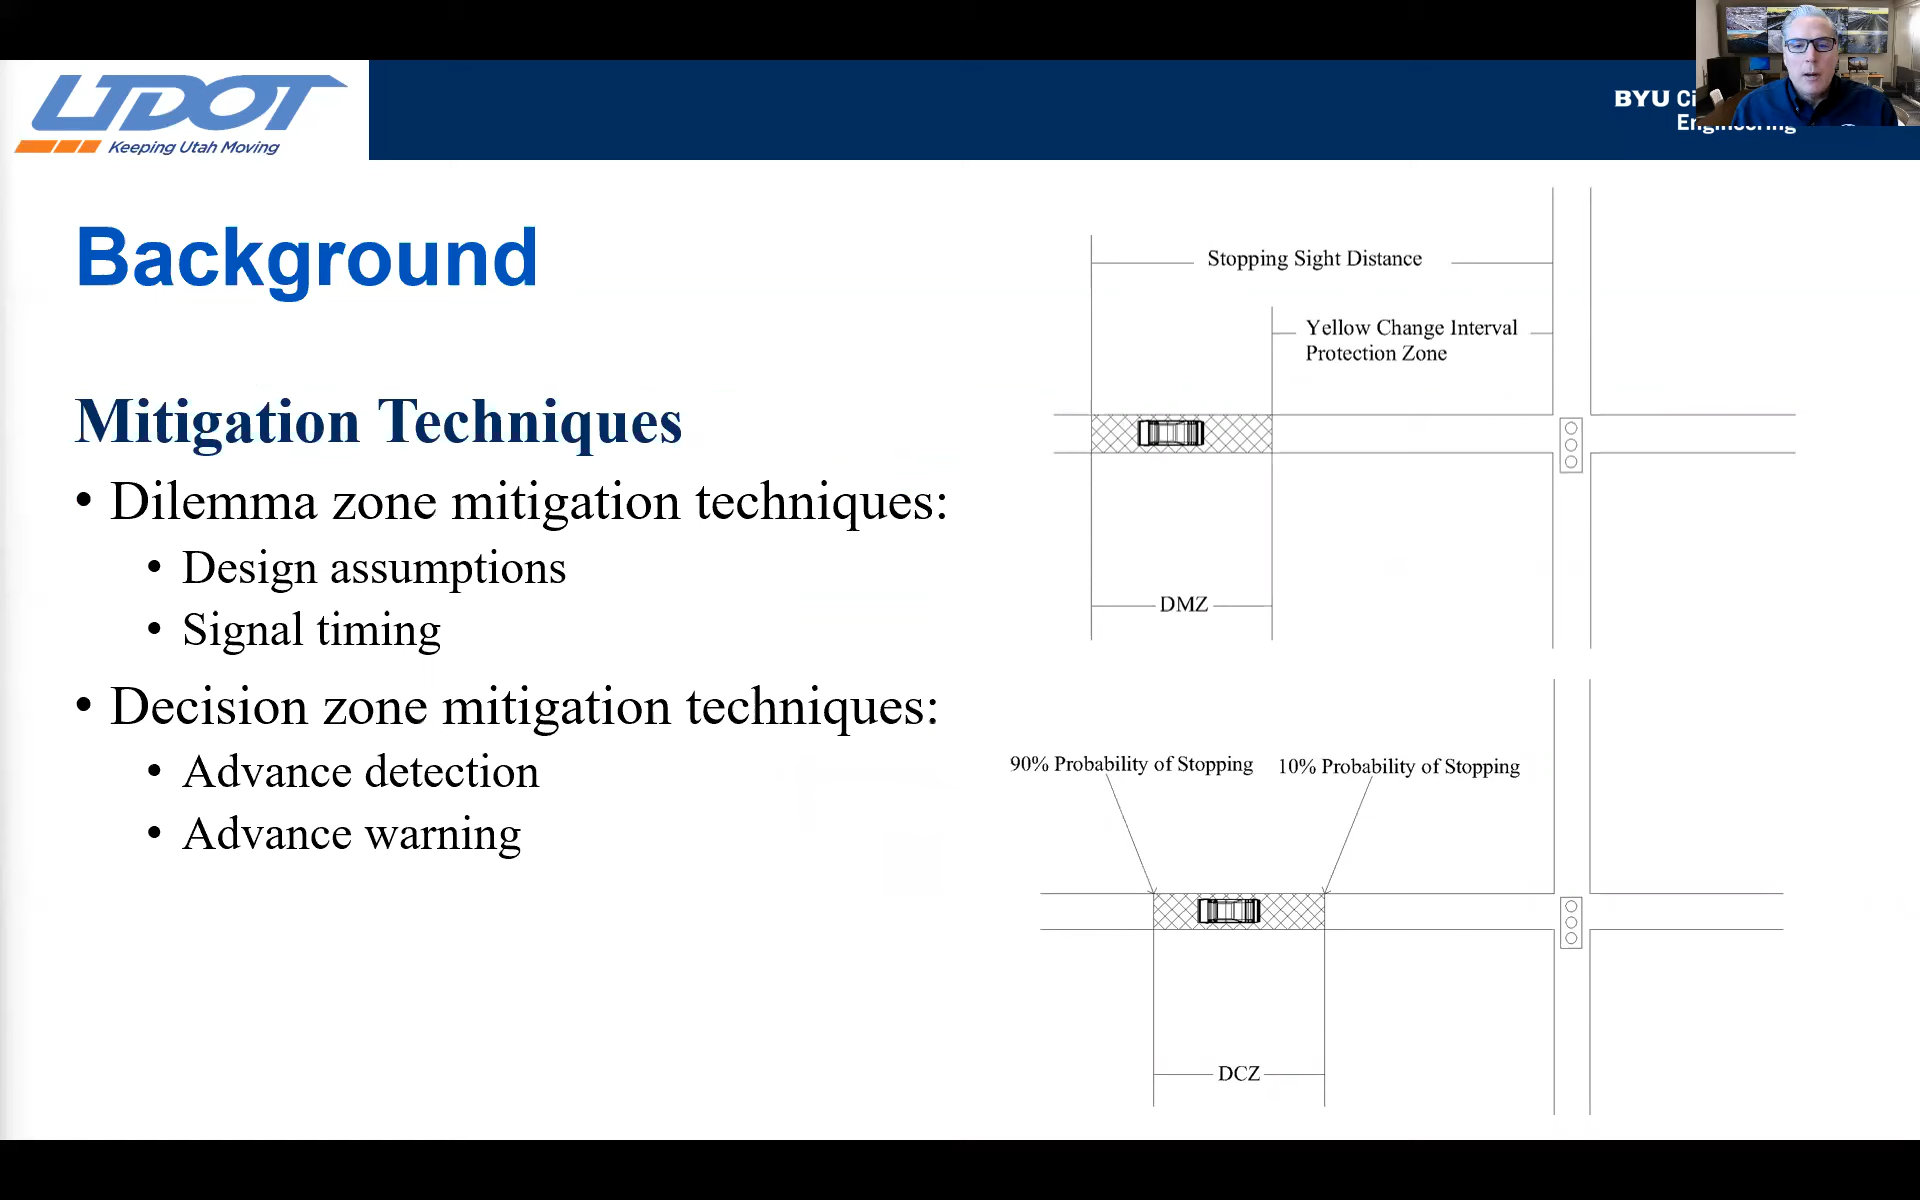 UDOT
Keeping Utah Moving
BYU Ci
Engineering
Background
Mitigation Techniques
• Dilemma zone mitigation techniques:
• Design assumptions
• Signal timing
• Decision zone mitigation techniques:
• Advance detection
• Advance warning
Stopping Sight Distance
Yellow Change Interval
Protection Zone
DMZ
90% Probability of Stopping
10% Probability of Stopping
DCZ